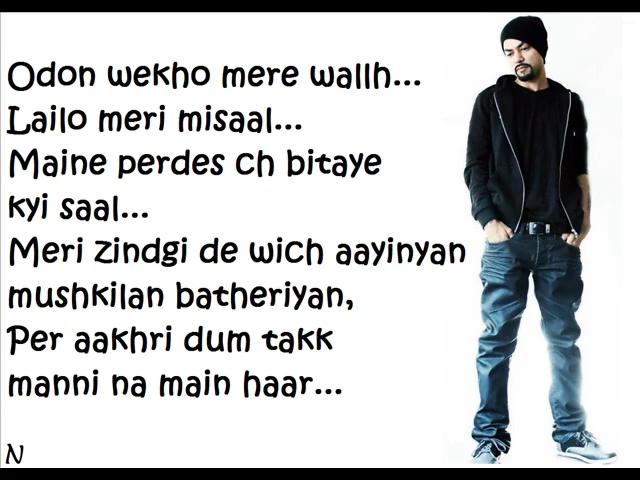 Odon wekho mere wallh...
Lailo meri misaal...
Maine perdes ch bitaye
kyi saal...
Meri zindgi de wich aayinyan
mushkilan batheriyan,
Per aakhri dum takk
manni na main haar...
N